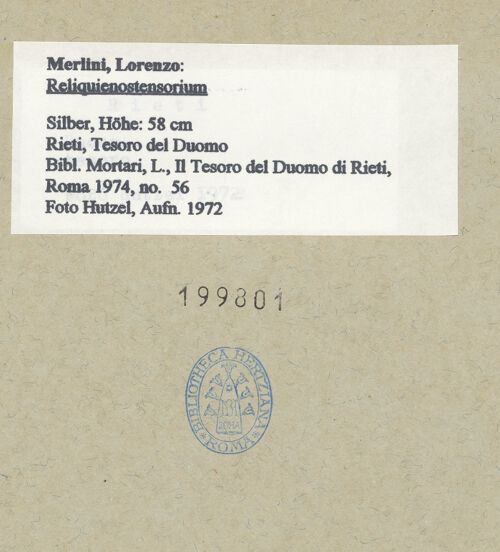 Merlini, Lorenzo:
Reliquienostensorium
Silber, Höhe: 58 cm
Rieti, Tesoro del Duomo
Bibl. Mortari, L., Il Tesoro del Duomo di Rieti,
Roma 1974, no. 56
Foto Hutzel, Aufn. 1972
199801
BIBLIOTHECA HERTZIANA
ROMA